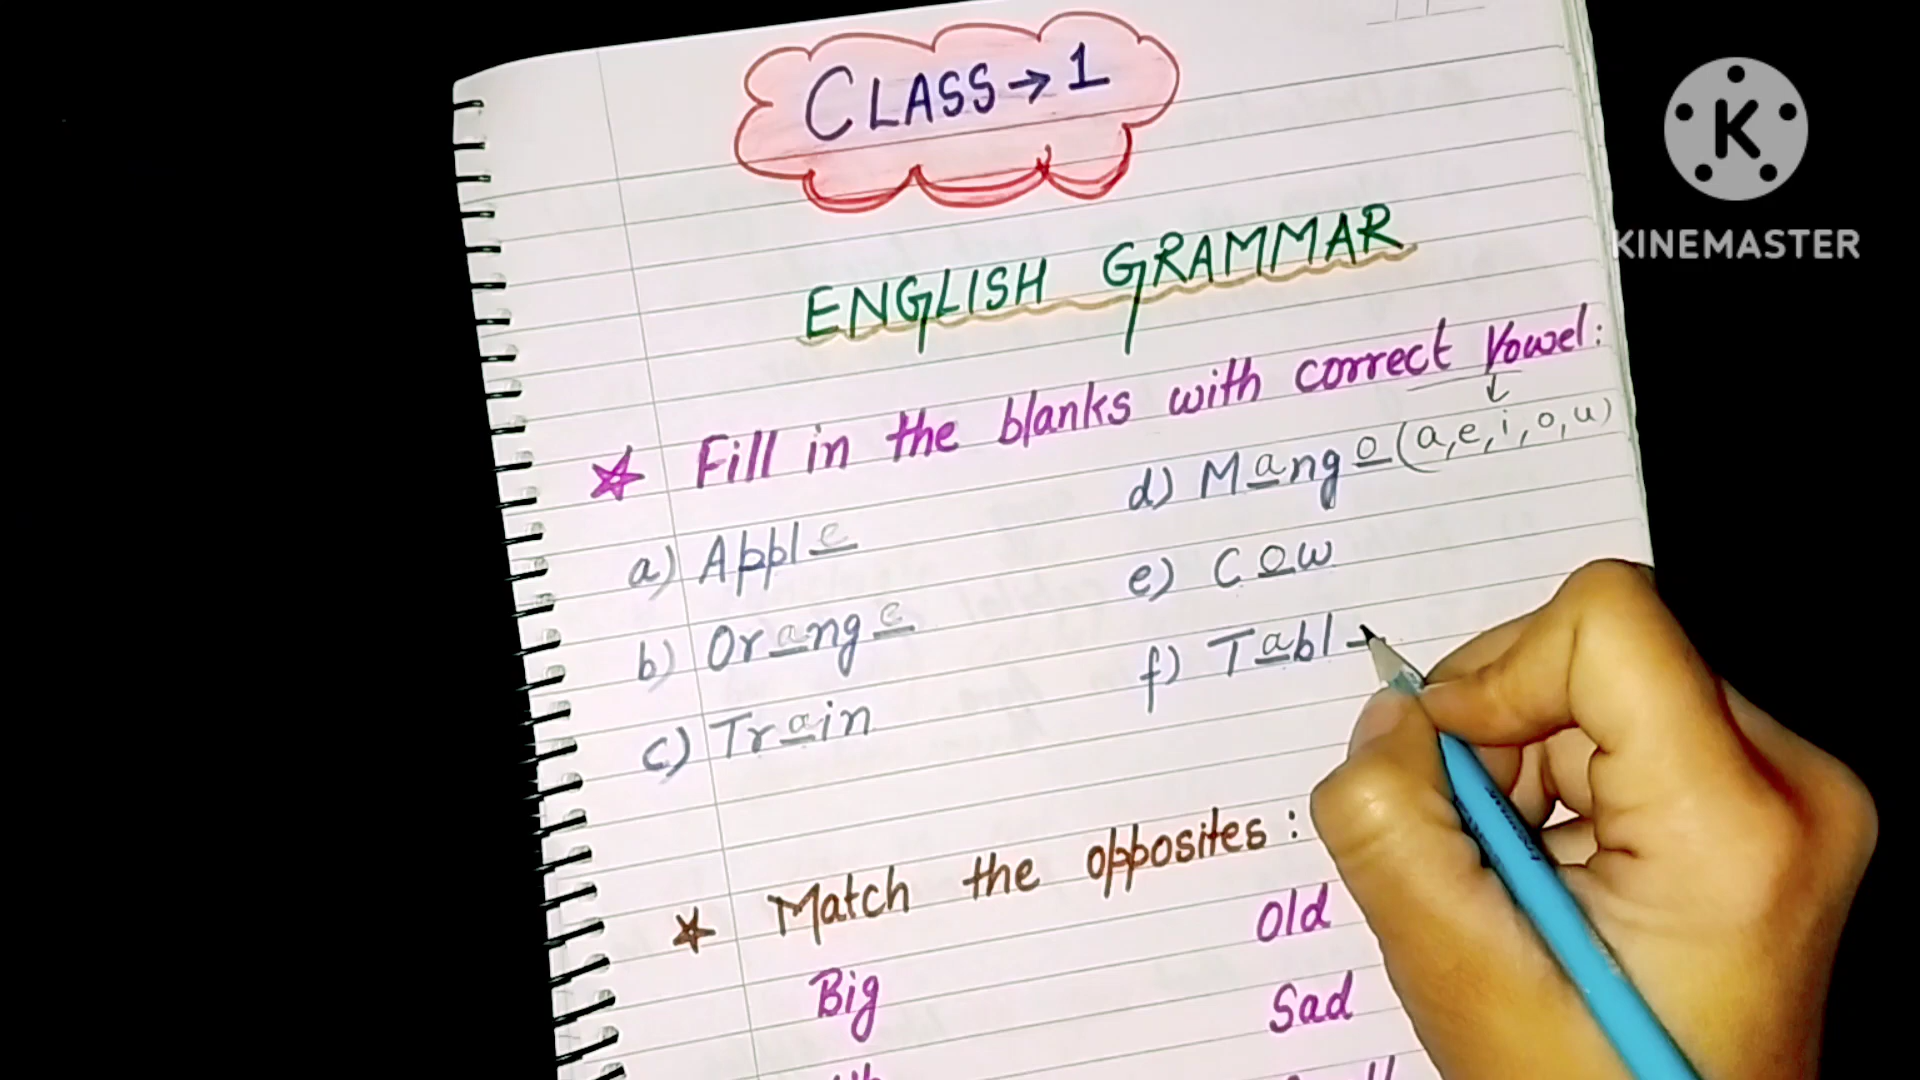 CLASS → 1
ENGLISH GRAMMAR
☆ Fill in the blanks with correct Vowel:
(a, e, i, o, u)
a) Apple
b) Orange
c) Train
d) Mango
e) Cow
f) Tabl
☆ Match the opposites:
Big Old
Sad
K
KINEMASTER